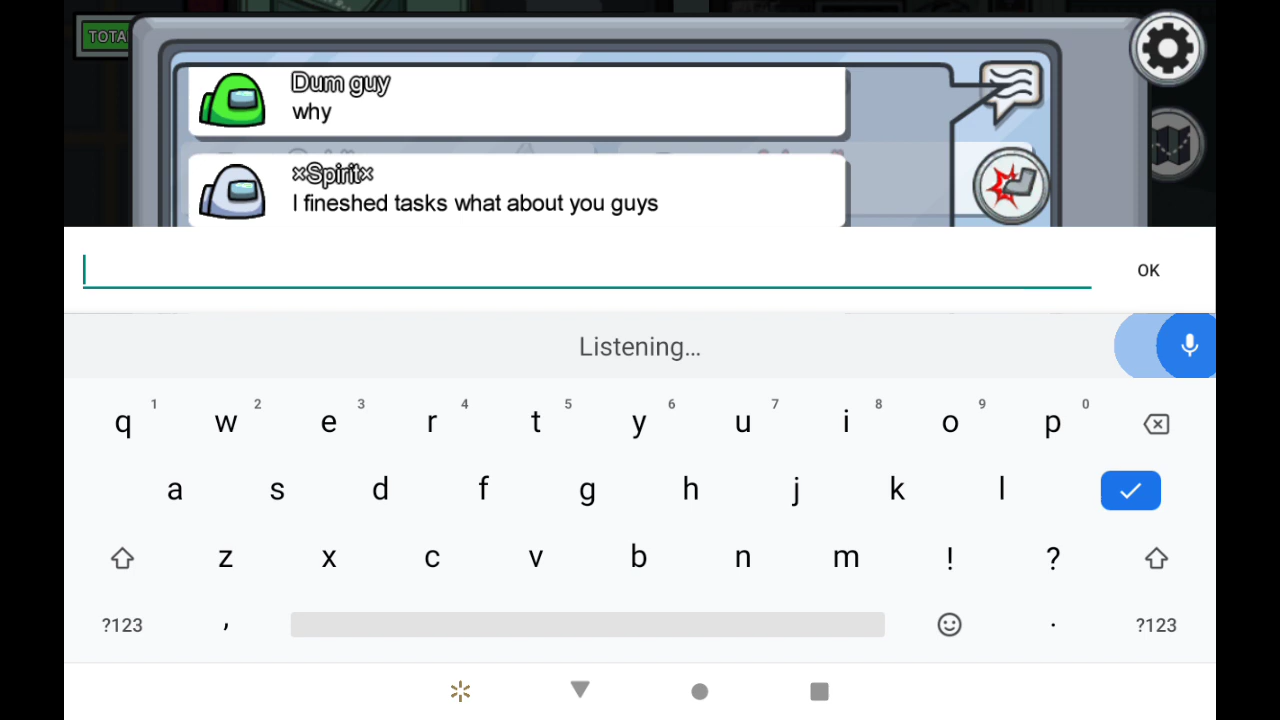 TOTA
Dum guy
why
×Spirit×
I fineshed tasks what about you guys
OK
Listening...
q 1 w 2 e 3 r 4 t 5 y 6 u 7 i 8 o 9 p 0
a s d f g h j k l
z x c v b n m ! ?
?123 , . ?123